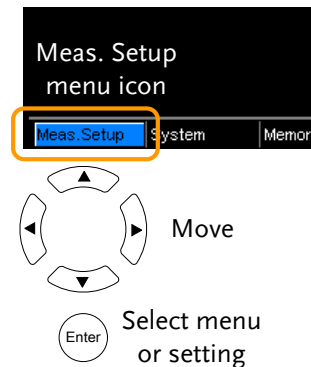 Meas. Setup
menu icon
Meas.Setup System Memor
Move
Enter
Select menu
or setting